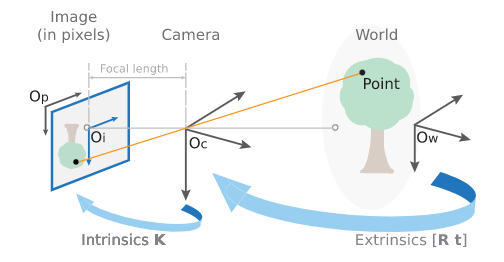 Image
(in pixels)
Camera
World
Focal length
Op
Point
Oi
Oc
Ow
Intrinsics K
Extrinsics [R t]